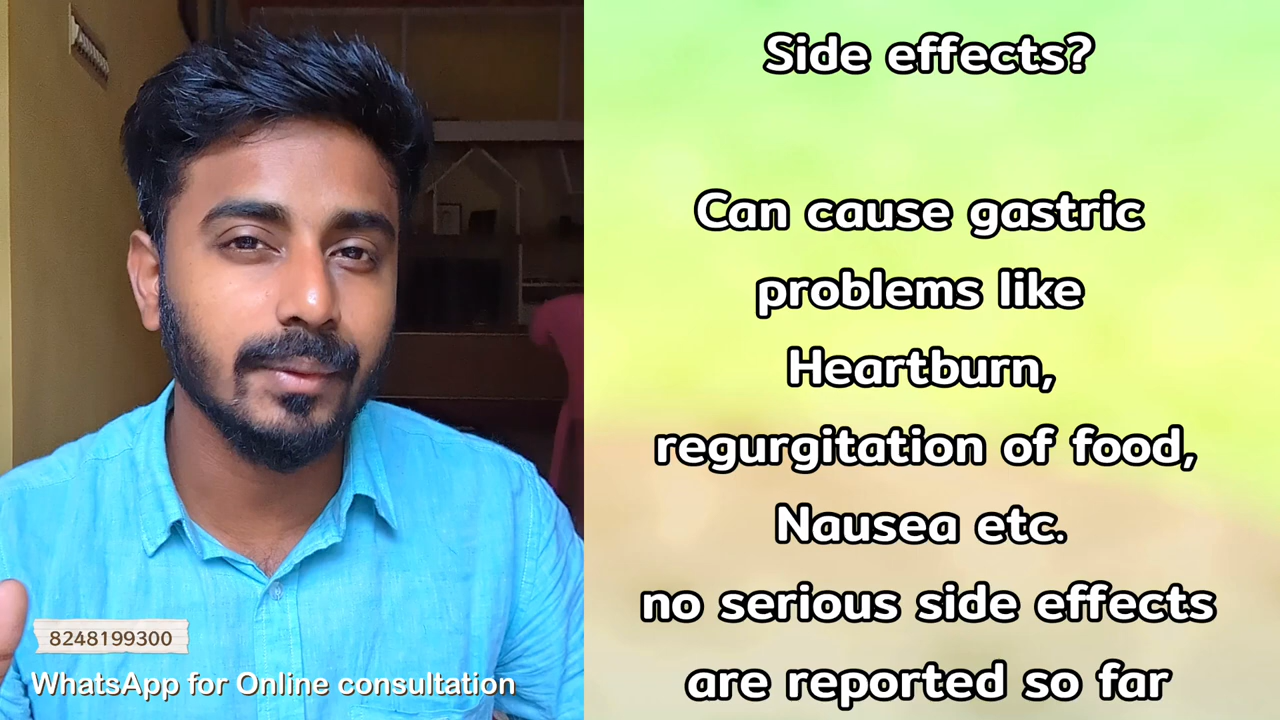 8248199300
WhatsApp for Online consultation
Side effects?
Can cause gastric
problems like
Heartburn,
regurgitation of food,
Nausea etc.
no serious side effects
are reported so far